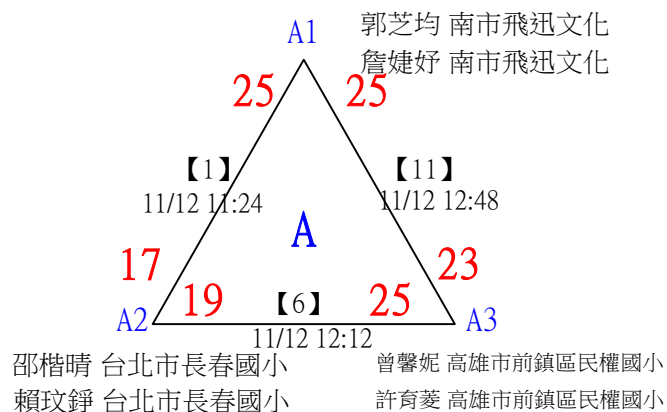 A1
郭芝均 南市飛迅文化
詹婕妤 南市飛迅文化
25
25
【1】
11/12 11:24
【11】
11/12 12:48
A
17
23
19
【6】
25
A2
11/12 12:12
A3
邵楷晴 台北市長春國小
賴玟錚 台北市長春國小
曾馨妮 高雄市前鎮區民權國小
許育菱 高雄市前鎮區民權國小